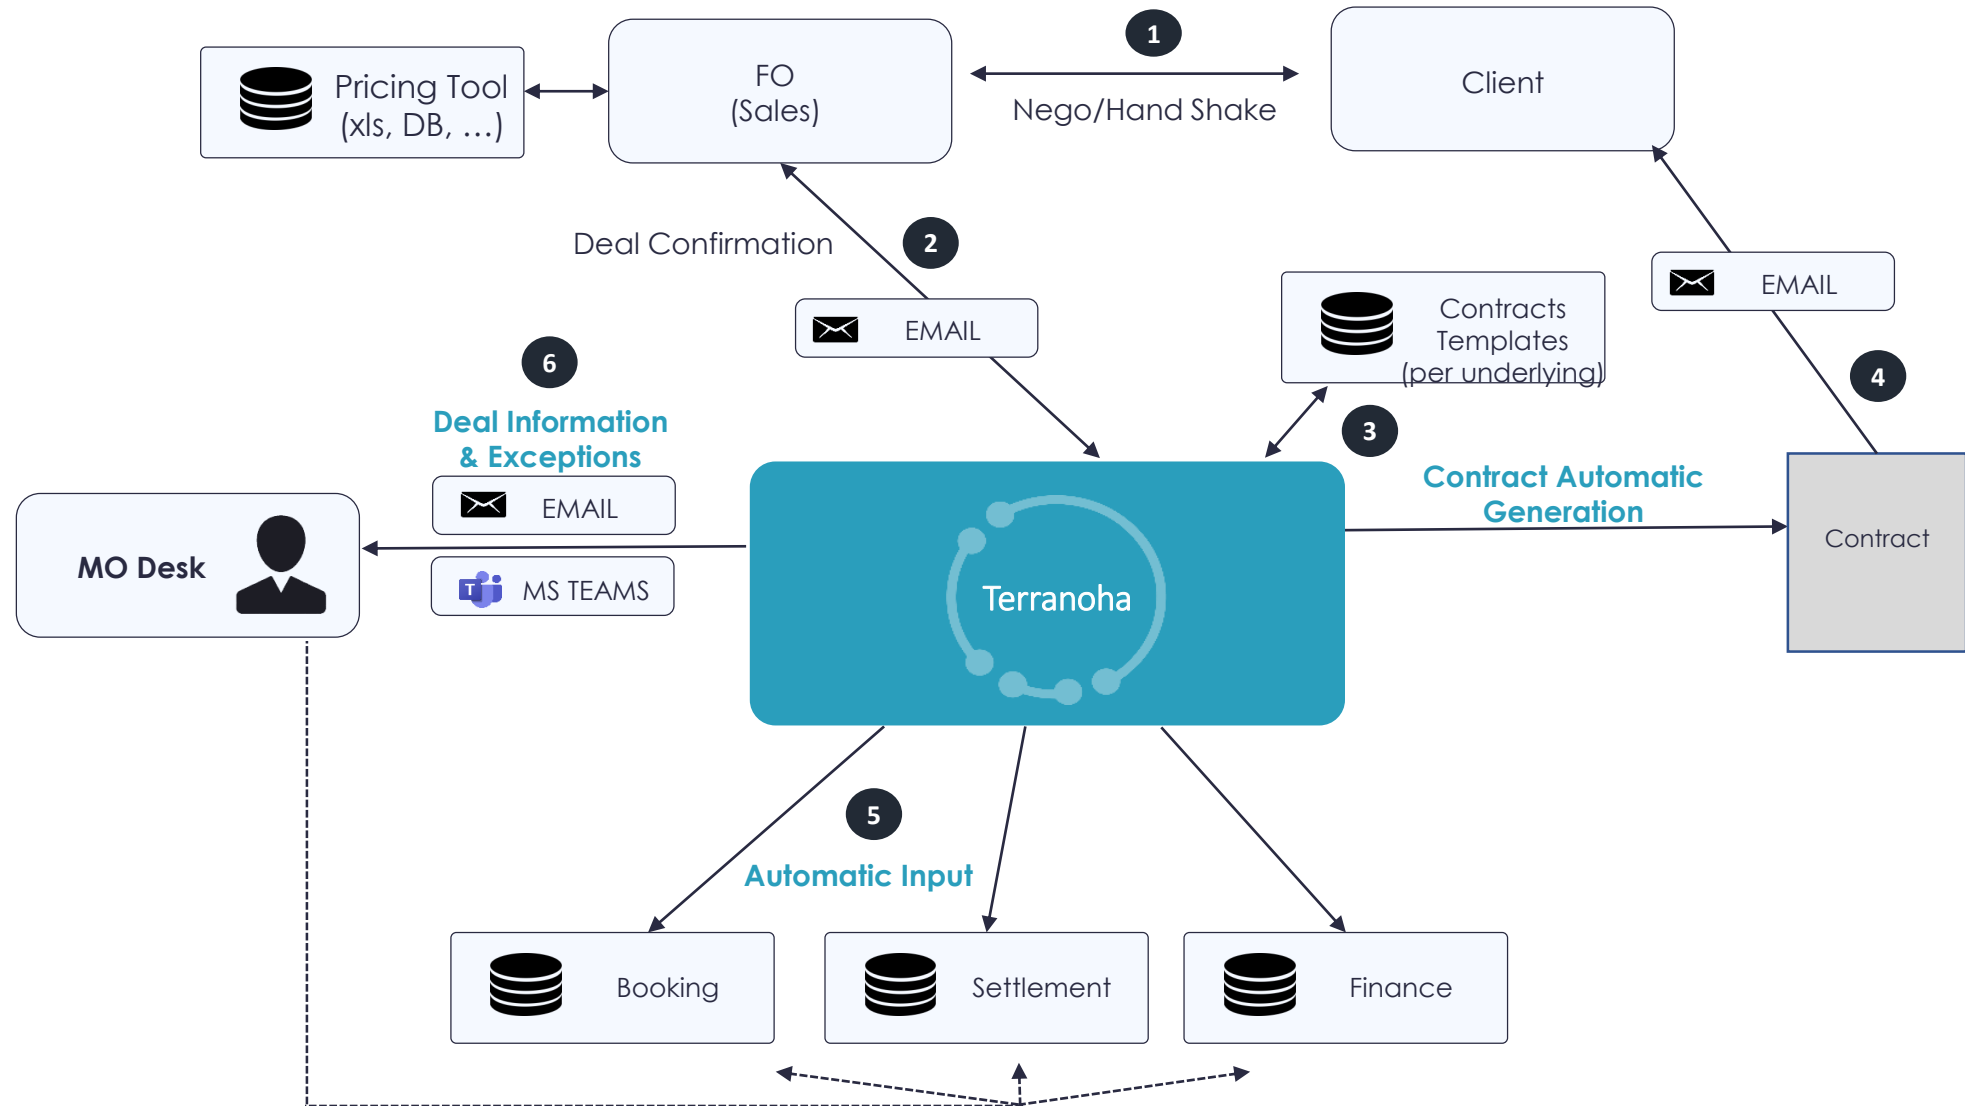 1
Pricing Tool
(xls, DB, ...)
FO
(Sales)
Nego/Hand Shake
Client
Deal Confirmation
2
EMAIL
Contracts
Templates
(per underlying)
EMAIL
3
4
6
Deal Information
& Exceptions
EMAIL
MS TEAMS
MO Desk
T
Terranoha
Contract Automatic
Generation
Contract
5
Automatic Input
Booking
Settlement
Finance